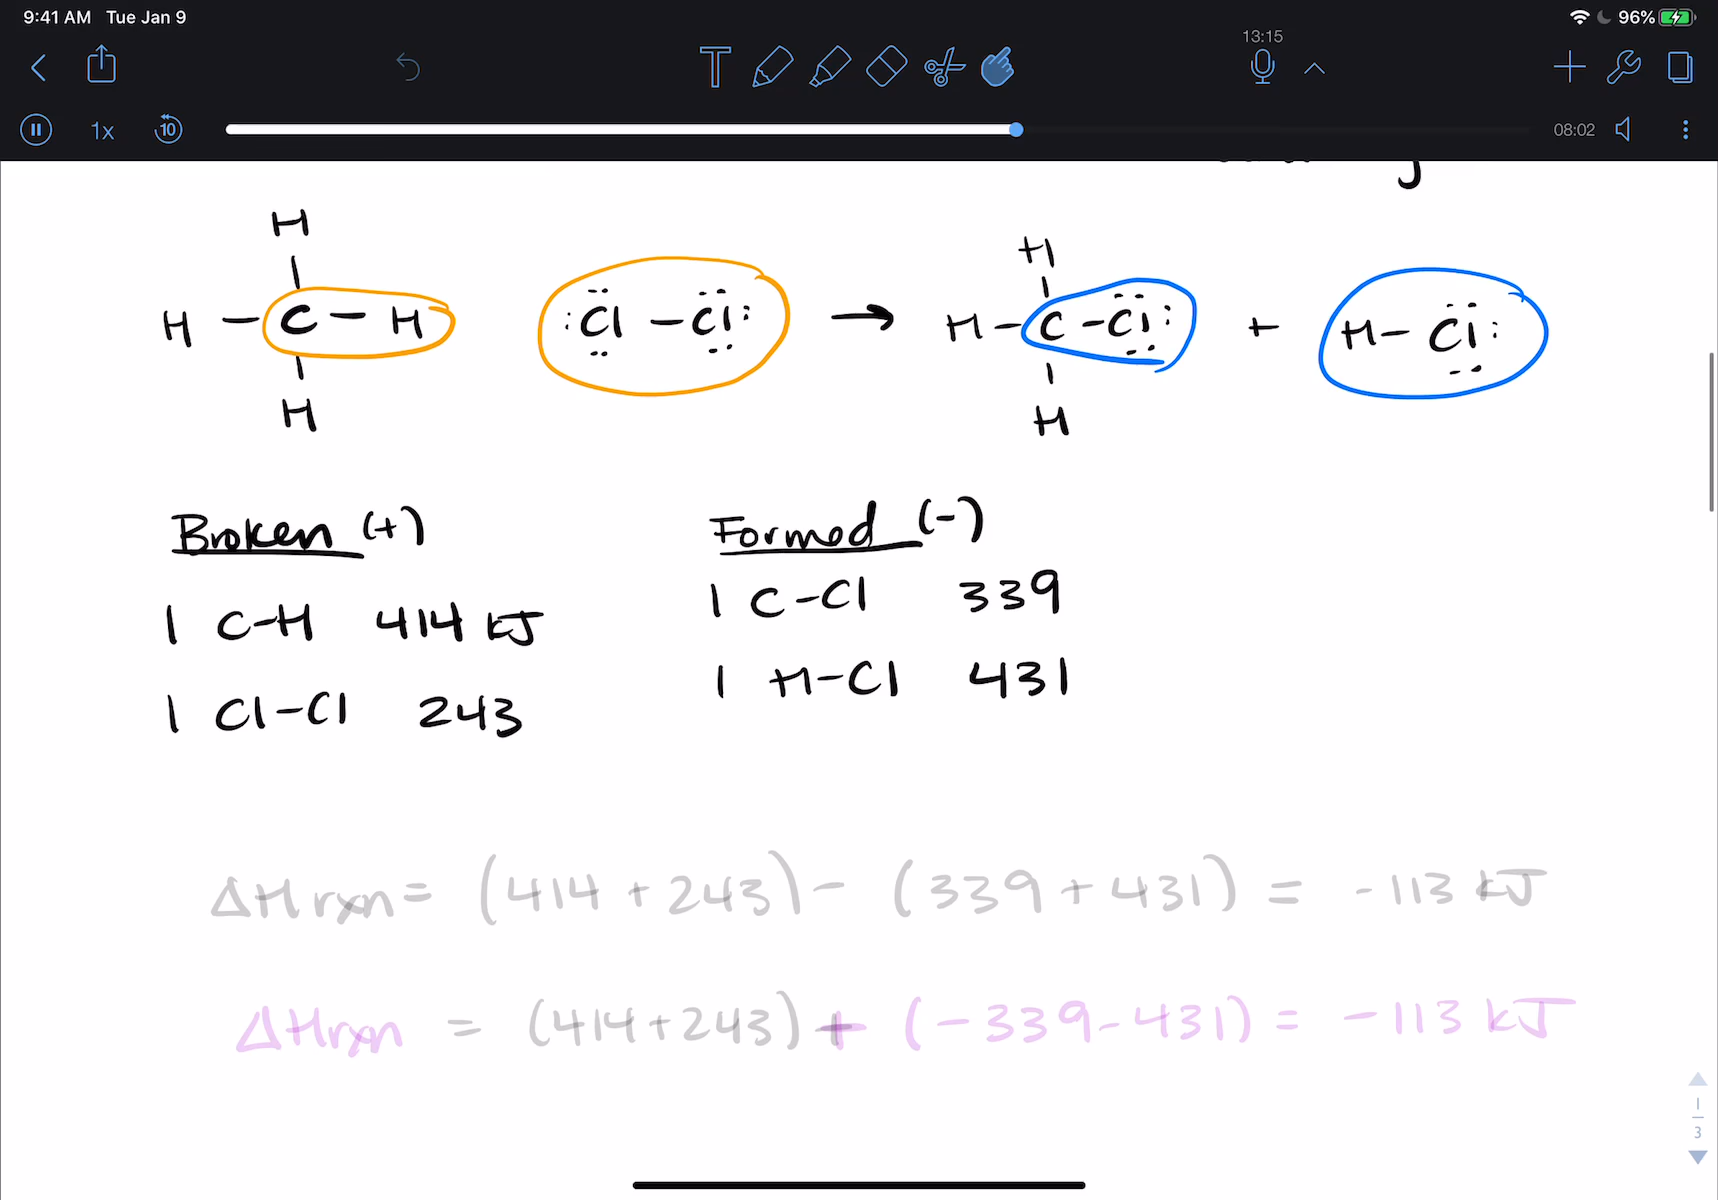 9:41 AM Tue Jan 9
96%
13:15
T
1x
10
08:02
H
H – C – H :Cl – Cl: → H – C – Cl: + H – Cl:
H
H
H
Broken (+)
1 C–H 414 kJ
1 Cl–Cl 243
Formed (-)
1 C–Cl 339
1 H–Cl 431
ΔHrxn = (414 + 243) – (339 + 431) = -113 kJ
ΔHrxn = (414+243) + (-339-431) = -113 kJ
1
3